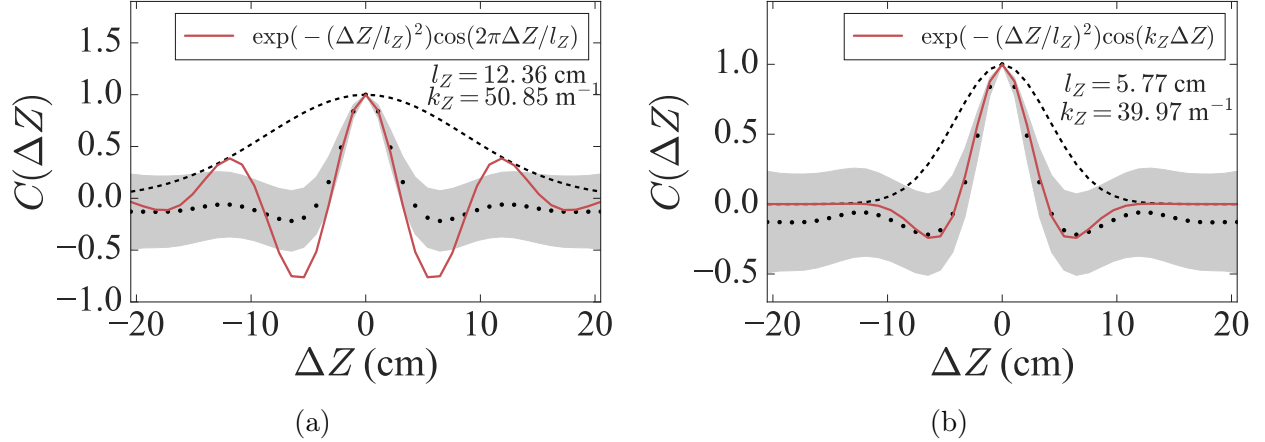 exp( − (ΔZ/l_Z)²)cos(2πΔZ/l_Z)
l_Z = 12. 36 cm
k_Z = 50. 85 m⁻¹
C(ΔZ)
1.5
1.0
0.5
0.0
−0.5
−1.0
−20 −10 0 10 20
ΔZ (cm)
(a)
exp( − (ΔZ/l_Z)²)cos(k_ZΔZ)
l_Z = 5. 77 cm
k_Z = 39. 97 m⁻¹
C(ΔZ)
1.0
0.5
0.0
−0.5
−20 −10 0 10 20
ΔZ (cm)
(b)